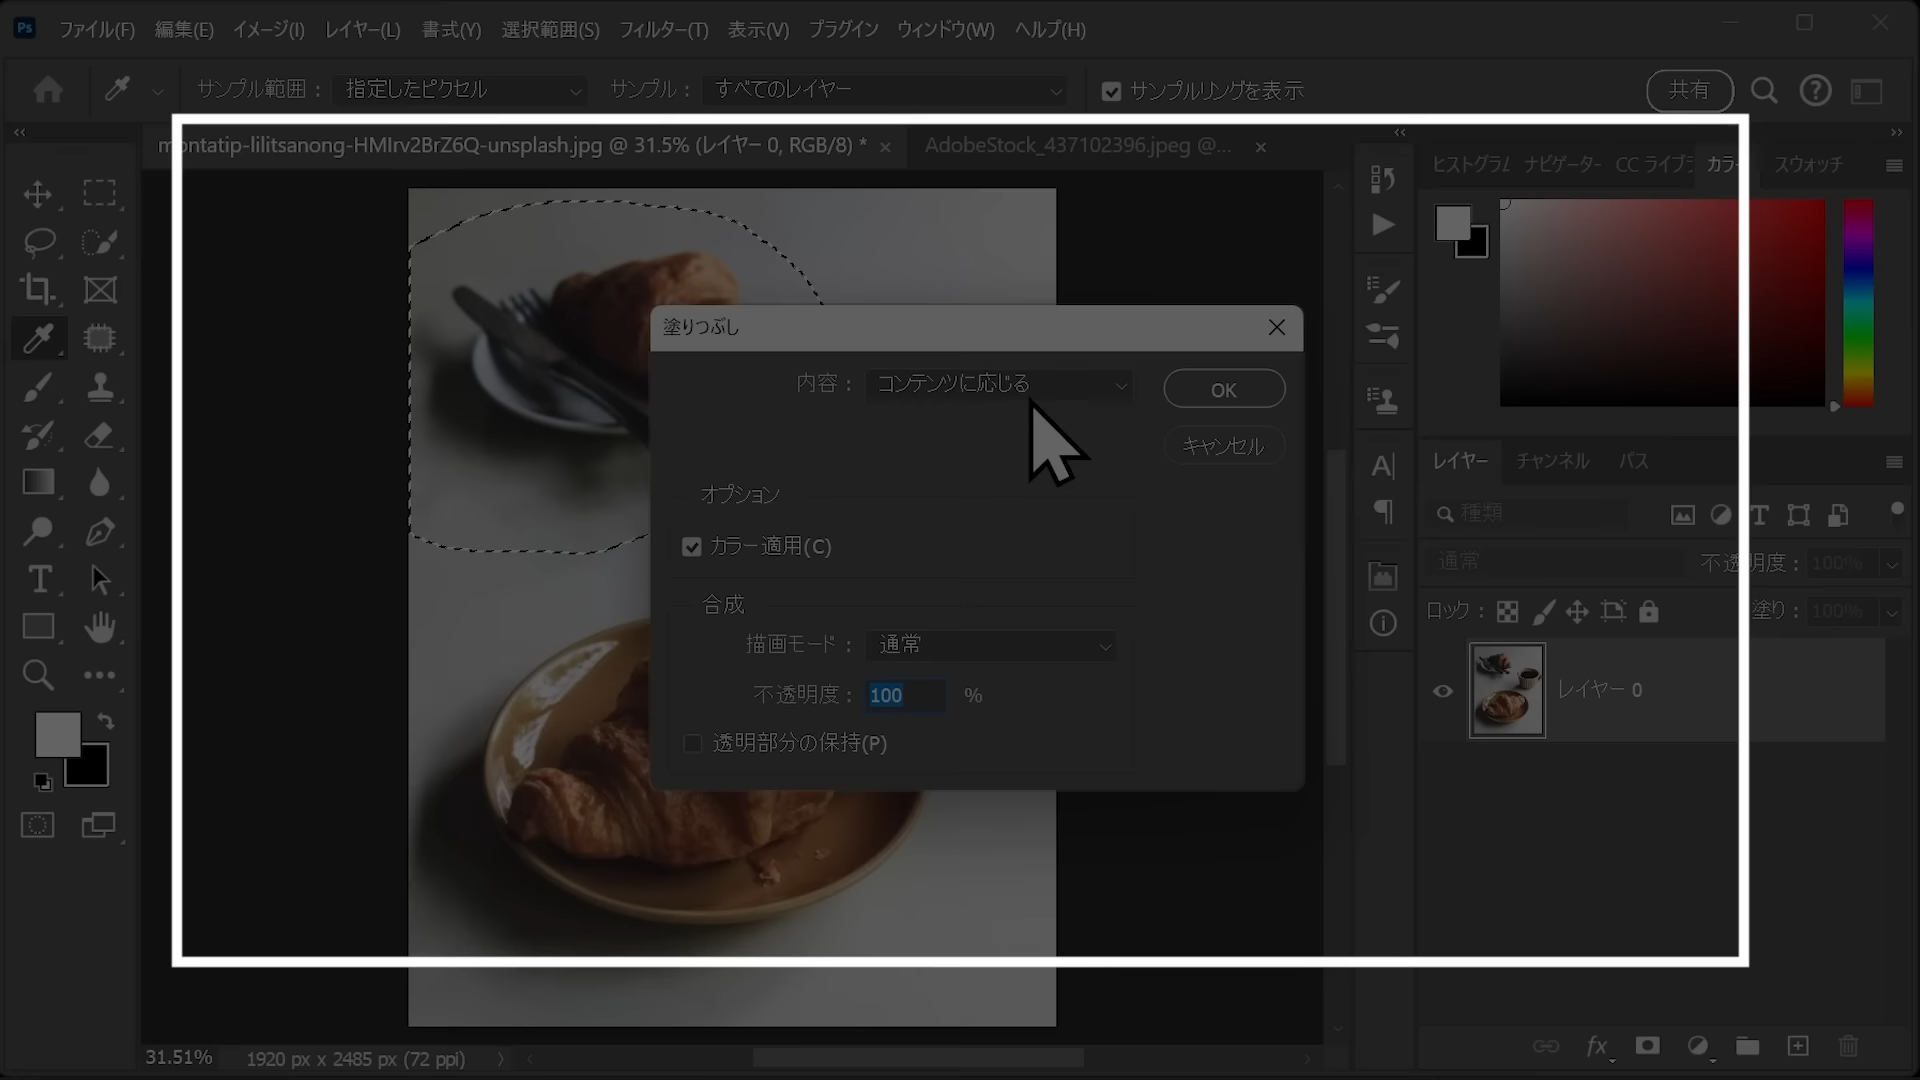 Ps ファイル(F) 編集(E) イメージ(I) レイヤー(L) 書式(Y) 選択範囲(S) フィルター(T) 表示(V) プラグイン ウィンドウ(W) ヘルプ(H)
サンプル範囲 : 指定したピクセル サンプル : すべてのレイヤー サンプルリングを表示 共有
montatip-lilitsanong-HMIrv2BrZ6Q-unsplash.jpg @ 31.5% (レイヤー 0, RGB/8) * × AdobeStock_437102396.jpeg @... ×
ヒストグラム ナビゲーター CC ライブラ カラー スウォッチ
塗りつぶし
内容 : コンテンツに応じる OK
キャンセル
オプション
カラー適用(C)
合成
描画モード : 通常
不透明度 : 100 %
透明部分の保持(P)
レイヤー チャンネル パス
種類
通常 不透明度 : 100%
ロック : 塗り : 100%
レイヤー 0
31.51% 1920 px x 2485 px (72 ppi)
fx